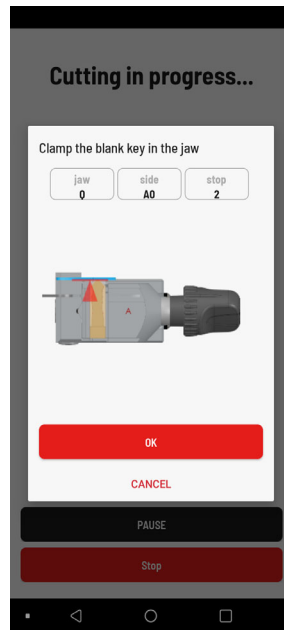 Cutting in progress...
Clamp the blank key in the jaw
jaw side stop
Q A0 2
A
OK
CANCEL
PAUSE
Stop